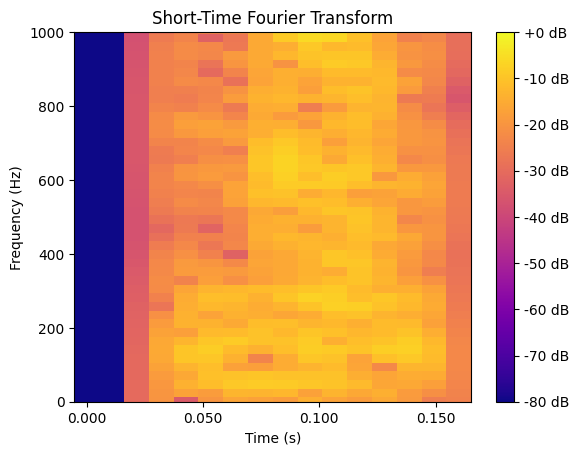 Short-Time Fourier Transform
1000
800
600
400
200
0
Frequency (Hz)
0.000
0.050
0.100
0.150
Time (s)
+0 dB
-10 dB
-20 dB
-30 dB
-40 dB
-50 dB
-60 dB
-70 dB
-80 dB